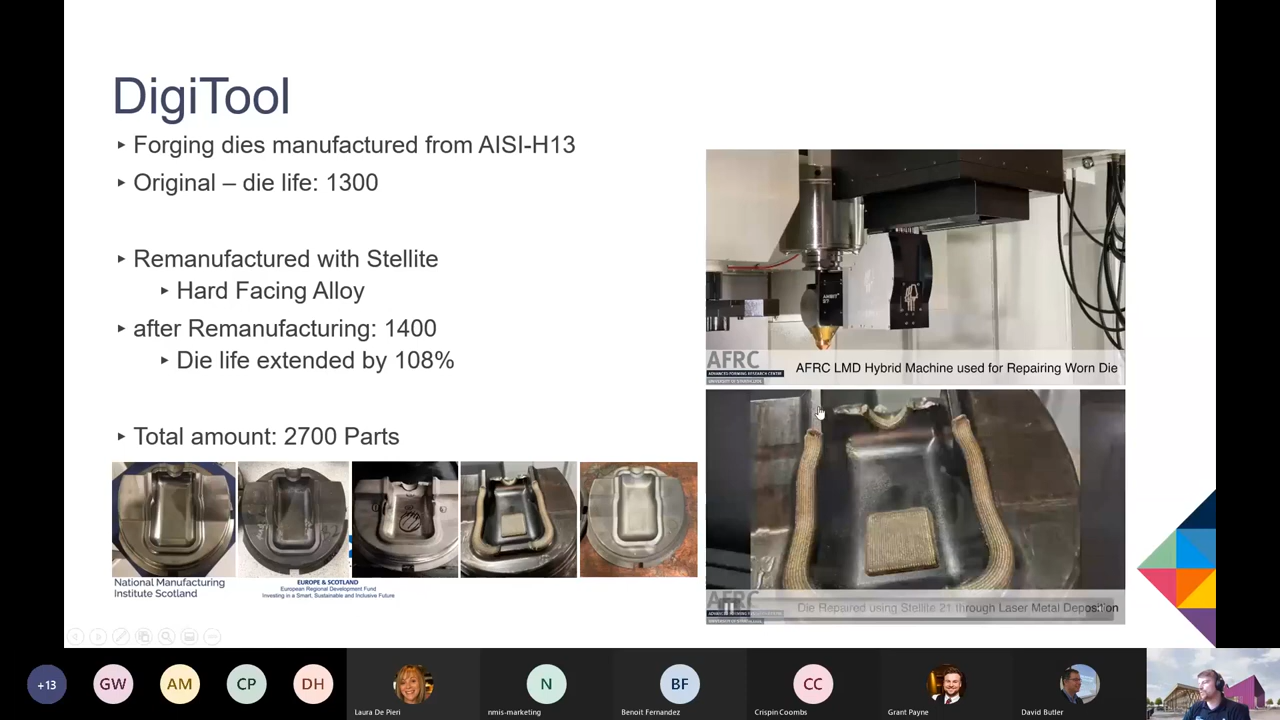 DigiTool
Forging dies manufactured from AISI-H13
Original – die life: 1300
Remanufactured with Stellite
Hard Facing Alloy
after Remanufacturing: 1400
Die life extended by 108%
Total amount: 2700 Parts
AFRC
AFRC LMD Hybrid Machine used for Repairing Worn Die
AFRC
Die Repaired using Stellite 21 through Laser Metal Deposition
National Manufacturing
Institute Scotland
EUROPE & SCOTLAND
European Regional Development Fund
Investing in a Smart, Sustainable and Inclusive Future
+13
GW
AM
CP
DH
Laura De Pieri
N
nmis-marketing
BF
Benoit Fernandez
CC
Crispin Coombs
Grant Payne
David Butler